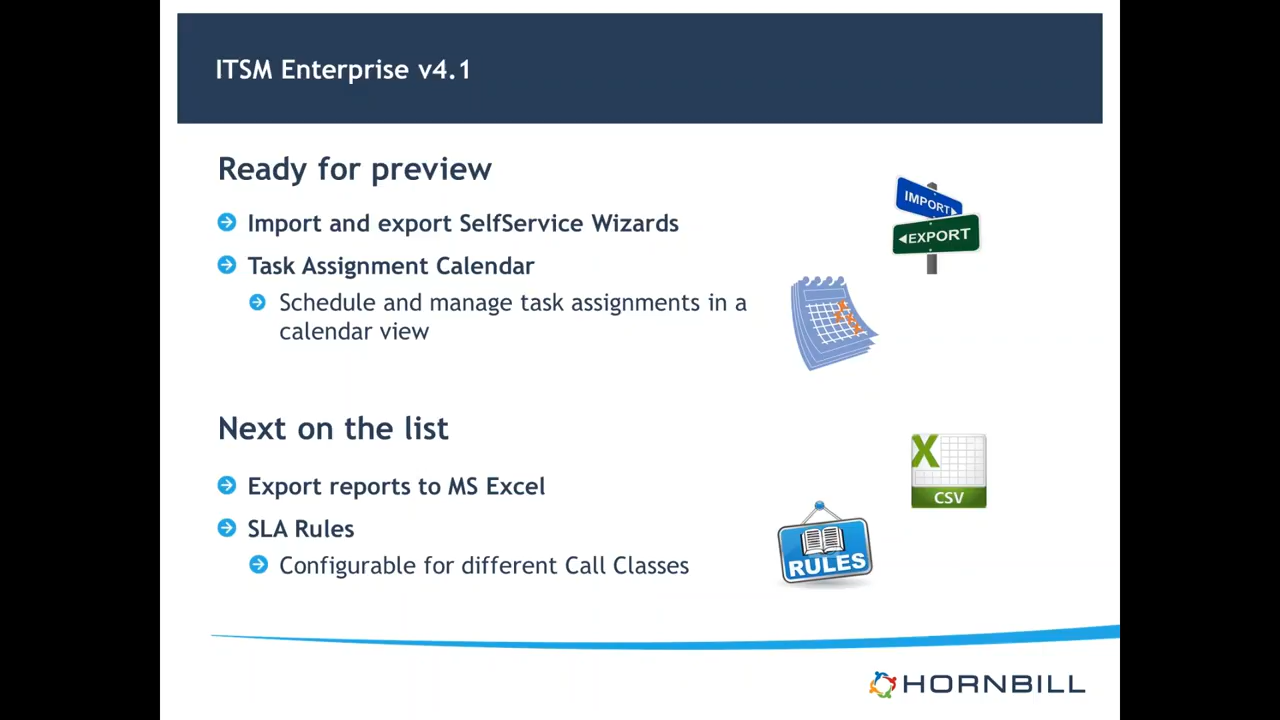 ITSM Enterprise v4.1
Ready for preview
Import and export SelfService Wizards
Task Assignment Calendar
Schedule and manage task assignments in a
calendar view
IMPORT
EXPORT
Next on the list
Export reports to MS Excel
SLA Rules
Configurable for different Call Classes
X
CSV
RULES
HORNBILL